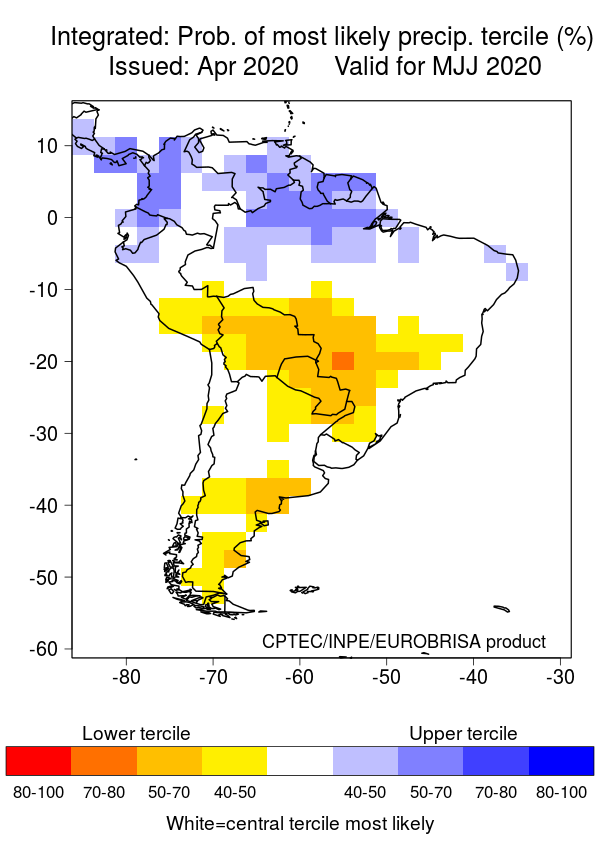 Integrated: Prob. of most likely precip. tercile (%)
Issued: Apr 2020 Valid for MJJ 2020
10
0
-10
-20
-30
-40
-50
-60
CPTEC/INPE/EUROBRISA product
-80 -70 -60 -50 -40 -30
Lower tercile Upper tercile
80-100 70-80 50-70 40-50 40-50 50-70 70-80 80-100
White=central tercile most likely